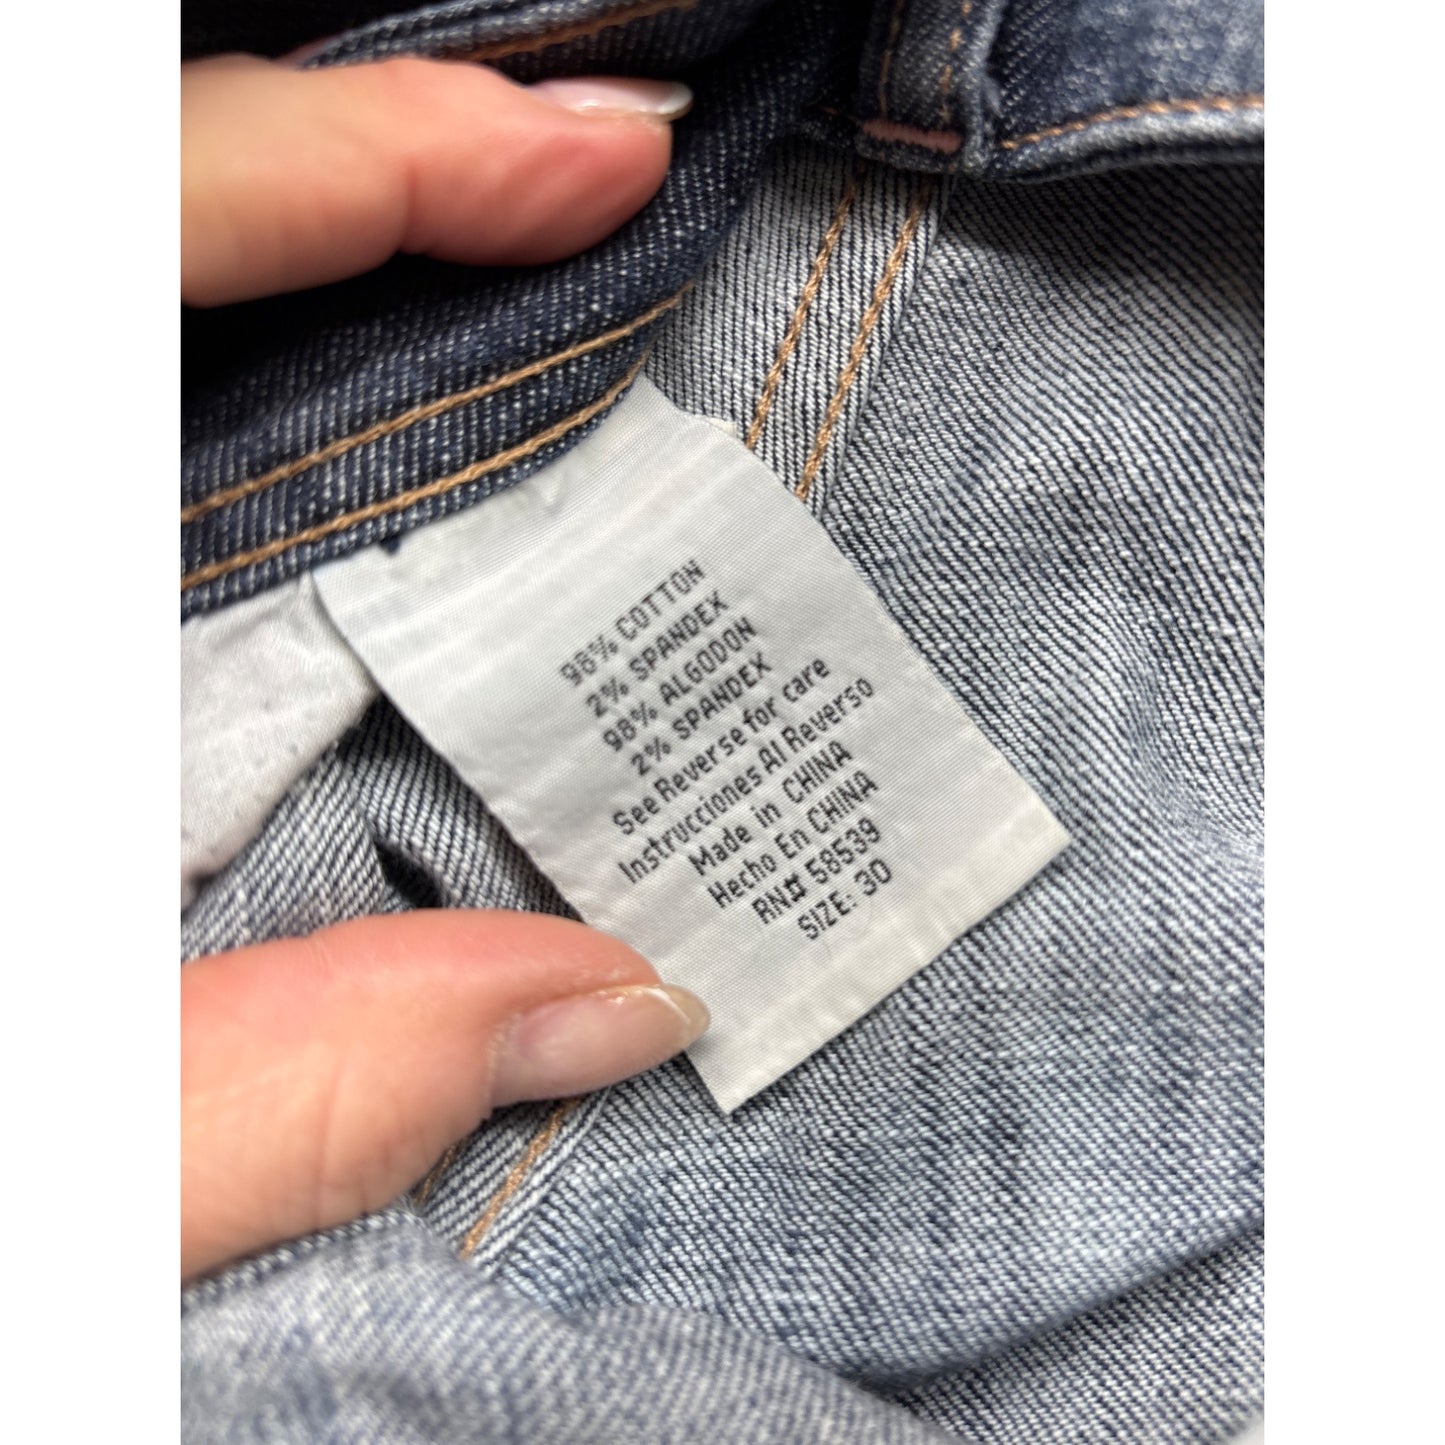 98% COTTON
2% SPANDEX
98% ALGODON
2% SPANDEX
See Reverse for care
Instrucciones Al Reverso
Made in CHINA
Hecho En CHINA
RN# 58539
SIZE: 30